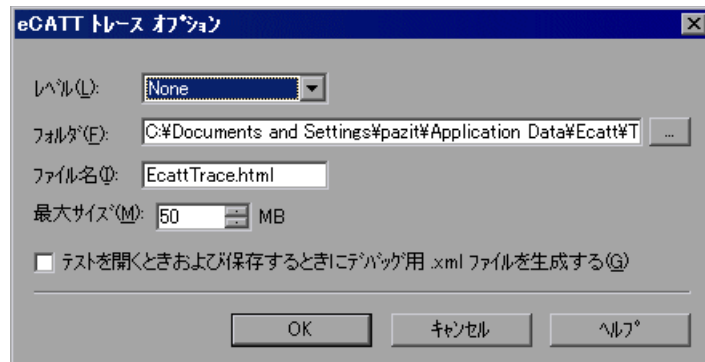 eCATT ﾄﾚｰｽ ｵﾌﾟｼｮﾝ
ﾚﾍﾞﾙ(L): None
ﾌｫﾙﾀﾞ(F): C:¥Documents and Settings¥pazit¥Application Data¥Ecatt¥T ...
ﾌｧｲﾙ名(I): EcattTrace.html
最大ｻｲｽﾞ(M): 50 MB
ﾃｽﾄを開くときおよび保存するときにﾃﾞﾊﾞｯｸﾞ用 .xml ﾌｧｲﾙを生成する(G)
OK ｷｬﾝｾﾙ ﾍﾙﾌﾟ